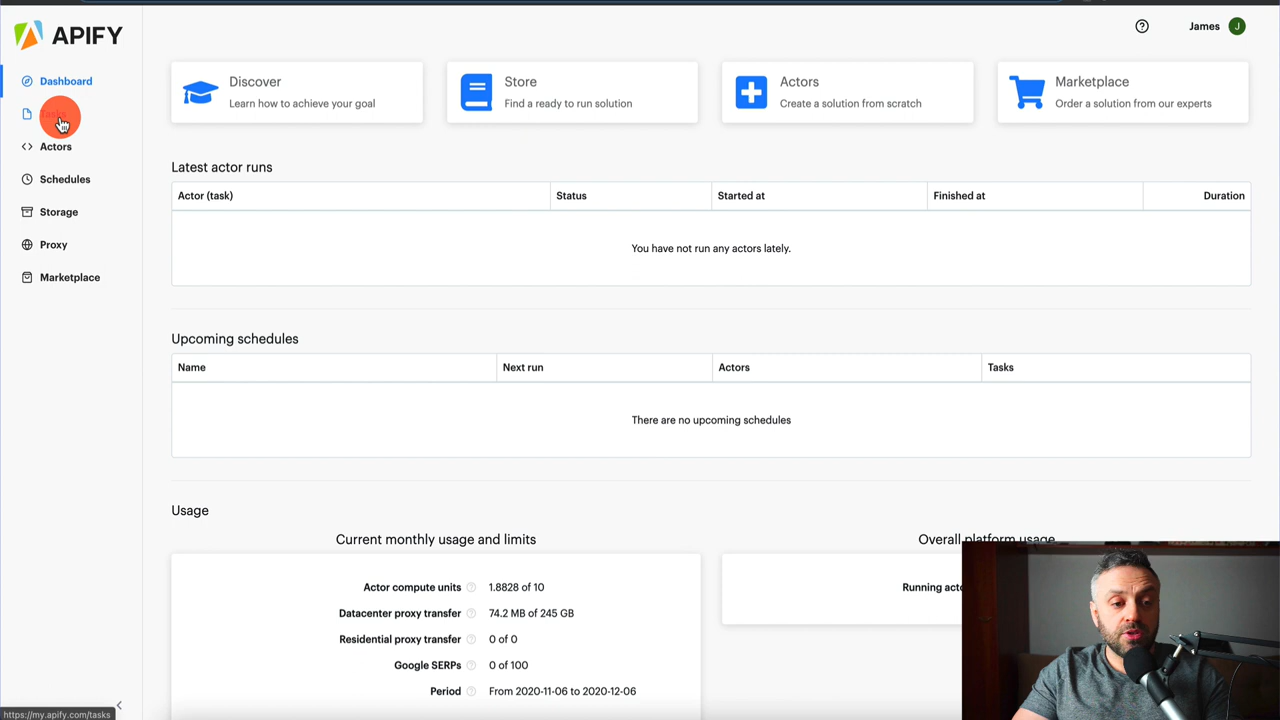 APIFY
James J
Dashboard
Tasks
Actors
Schedules
Storage
Proxy
Marketplace
Discover
Learn how to achieve your goal
Store
Find a ready to run solution
Actors
Create a solution from scratch
Marketplace
Order a solution from our experts
Latest actor runs
Actor (task) Status Started at Finished at Duration
You have not run any actors lately.
Upcoming schedules
Name Next run Actors Tasks
There are no upcoming schedules
Usage
Current monthly usage and limits
Actor compute units 1.8828 of 10
Datacenter proxy transfer 74.2 MB of 245 GB
Residential proxy transfer 0 of 0
Google SERPs 0 of 100
Period From 2020-11-06 to 2020-12-06
Overall platform usage
Running
https://my.apify.com/tasks